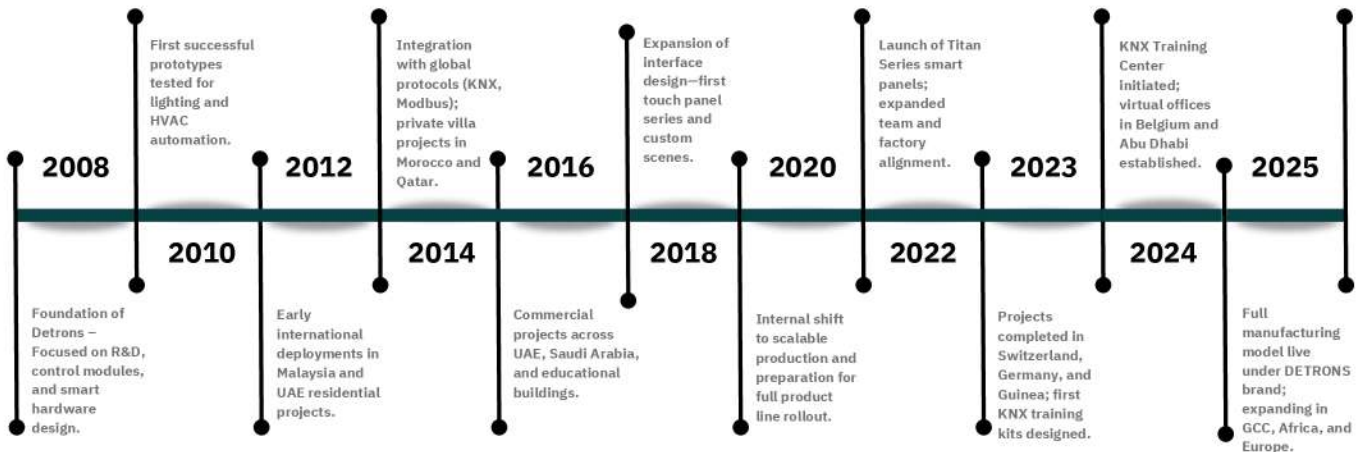 2008
Foundation of
Detrons –
Focused on R&D,
control modules,
and smart
hardware
design.
First successful
prototypes
tested for
lighting and
HVAC
automation.
2010
2012
Early
international
deployments in
Malaysia and
UAE residential
projects.
Integration
with global
protocols (KNX,
Modbus);
private villa
projects in
Morocco and
Qatar.
2014
2016
Commercial
projects across
UAE, Saudi Arabia,
and educational
buildings.
Expansion of
interface
design—first
touch panel
series and
custom
scenes.
2018
2020
Internal shift
to scalable
production and
preparation for
full product
line rollout.
Launch of Titan
Series smart
panels;
expanded
team and
factory
alignment.
2022
2023
Projects
completed in
Switzerland,
Germany, and
Guinea; first
KNX training
kits designed.
KNX Training
Center
initiated;
virtual offices
in Belgium and
Abu Dhabi
established.
2024
2025
Full
manufacturing
model live
under DETRONS
brand;
expanding in
GCC, Africa, and
Europe.